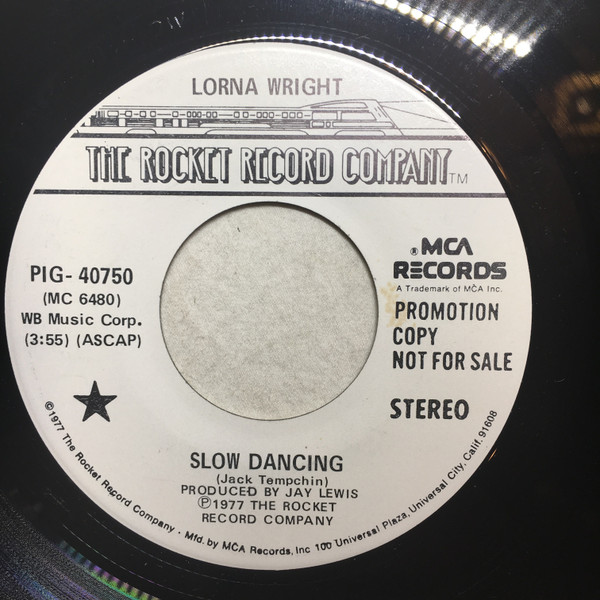 LORNA WRIGHT
THE ROCKET RECORD COMPANY TM
PIG-40750
(MC 6480)
WB Music Corp.
(3:55) (ASCAP)
® MCA
RECORDS
A Trademark of MCA Inc.
PROMOTION
COPY
NOT FOR SALE
STEREO
SLOW DANCING
(Jack Tempchin)
PRODUCED BY JAY LEWIS
℗1977 THE ROCKET
RECORD COMPANY
©1977 The Rocket Record Company · Mfd. by MCA Records, Inc 100 Universal Plaza, Universal City, Calif. 91608